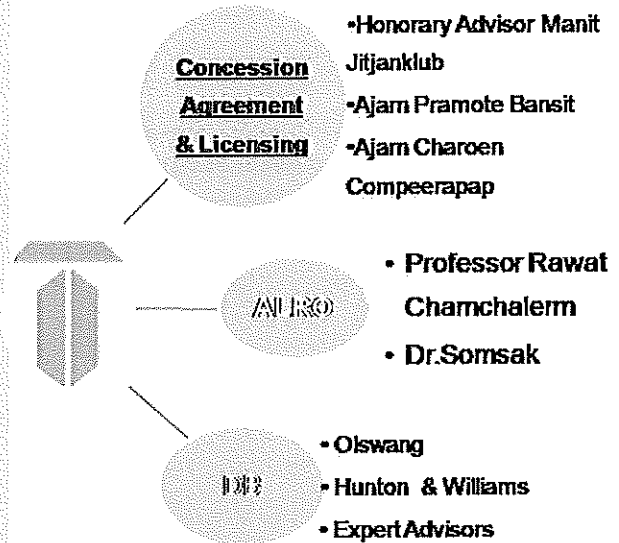 •Honorary Advisor Manit
Jitjanklub
Concession
Agreement
& Licensing
•Ajarn Pramote Bansit
•Ajarn Charoen
Compeerapap
ALRO
• Professor Rawat
Chamchalerm
• Dr.Somsak
• Olswang
• Hunton & Williams
• Expert Advisors